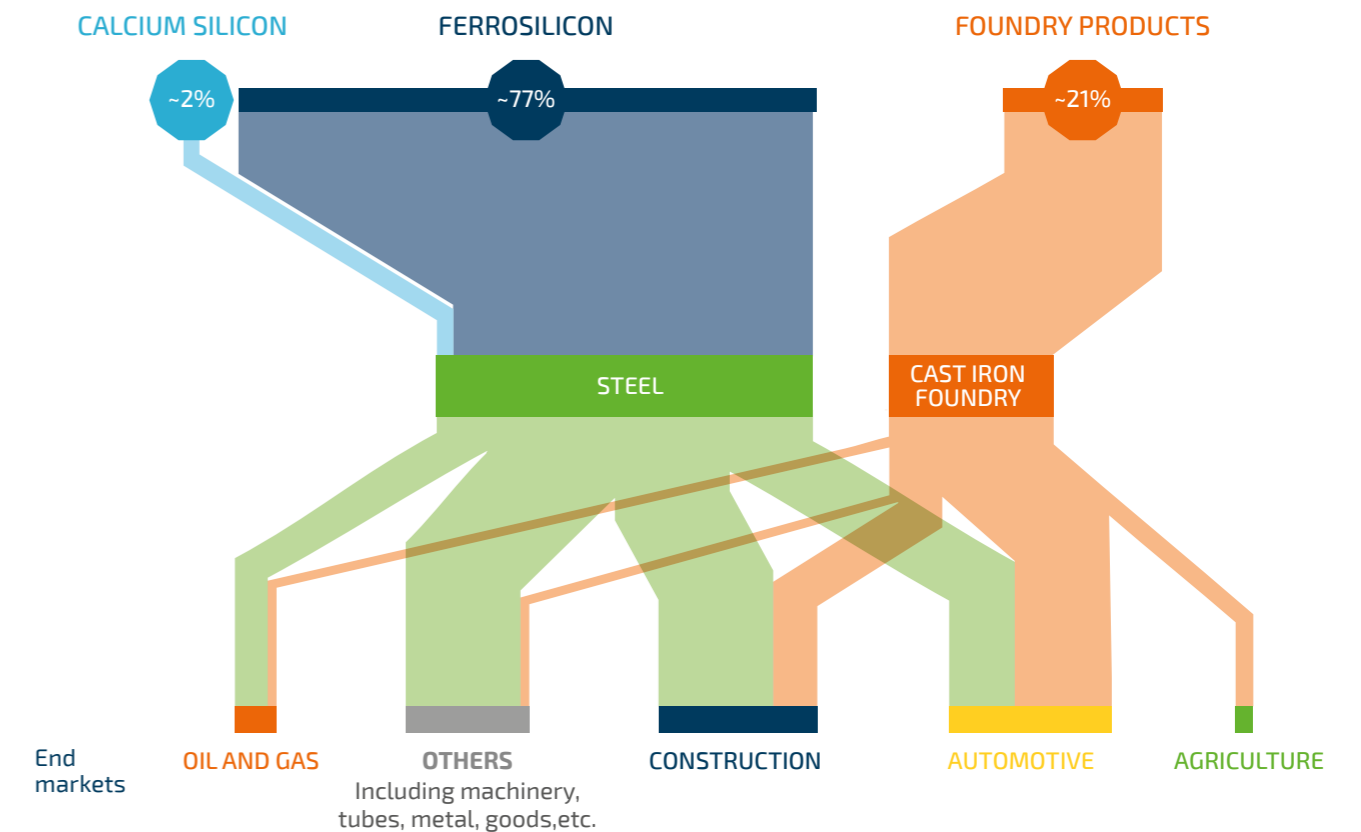 CALCIUM SILICON
FERROSILICON
FOUNDRY PRODUCTS
~2%
~77%
~21%
STEEL
CAST IRON
FOUNDRY
End
markets
OIL AND GAS
OTHERS
Including machinery,
tubes, metal, goods,etc.
CONSTRUCTION
AUTOMOTIVE
AGRICULTURE